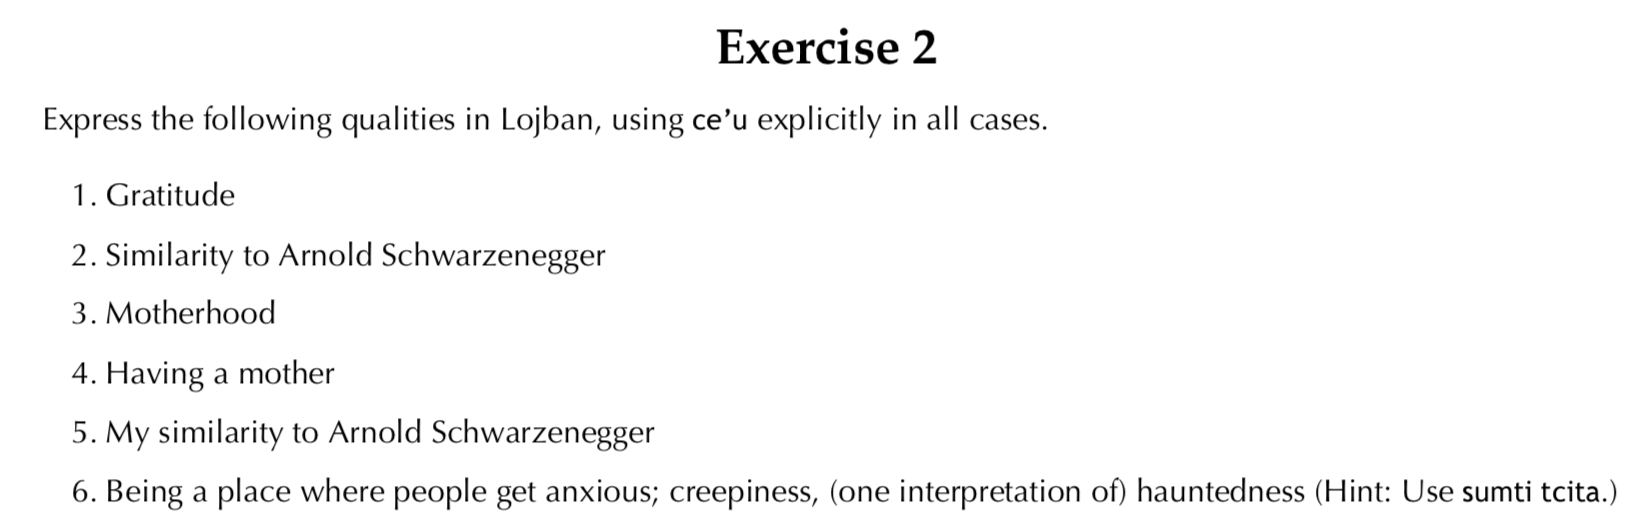 Exercise 2
Express the following qualities in Lojban, using ce’u explicitly in all cases.
1. Gratitude
2. Similarity to Arnold Schwarzenegger
3. Motherhood
4. Having a mother
5. My similarity to Arnold Schwarzenegger
6. Being a place where people get anxious; creepiness, (one interpretation of) hauntedness (Hint: Use sumti tcita.)